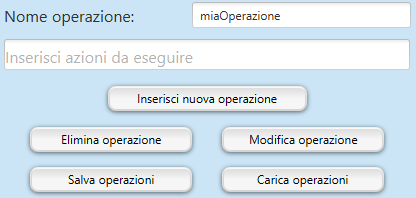 Nome operazione: miaOperazione
Inserisci azioni da eseguire
Inserisci nuova operazione
Elimina operazione Modifica operazione
Salva operazioni Carica operazioni